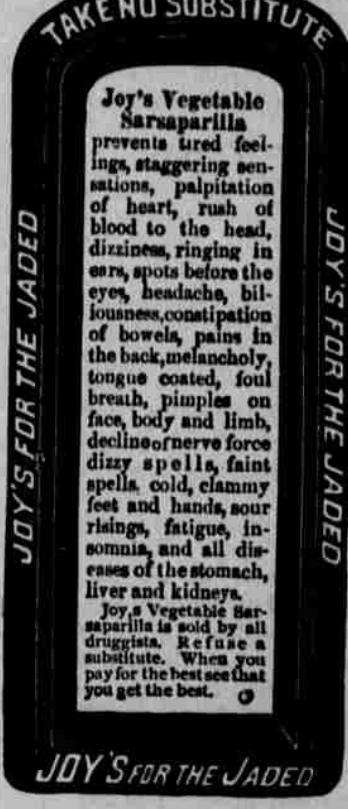 TAKE NO SUBSTITUTE
JOY'S FOR THE JADED
Joy's Vegetable
Sarsaparilla
prevents tired feel-
ings, staggering sen-
sations, palpitation
of heart, rush of
blood to the head,
dizziness, ringing in
ears, spots before the
eyes, headache, bil-
iousness, constipation
of bowels, pains in
the back, melancholy,
tongue coated, foul
breath, pimples on
face, body and limb,
decline of nerve force
dizzy spells, faint
spells, cold, clammy
feet and hands, sour
risings, fatigue, in-
somnia, and all dis-
eases of the stomach,
liver and kidneys.
Joy,s Vegetable Sar-
saparilla is sold by all
druggists. Refuse a
substitute. When you
pay for the best see that
you get the best.
JOY'S FOR THE JADED
JOY'S FOR THE JADED